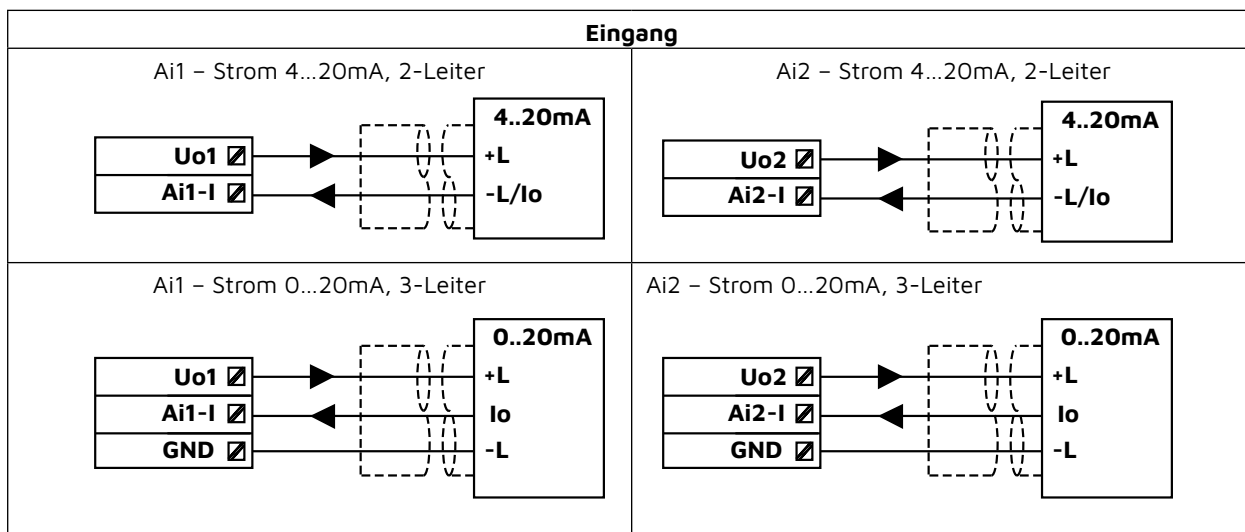 Eingang
Ai1 – Strom 4...20mA, 2-Leiter
4..20mA
Uo1
+L
Ai1-I
-L/Io
Ai2 – Strom 4...20mA, 2-Leiter
4..20mA
Uo2
+L
Ai2-I
-L/Io
Ai1 – Strom 0...20mA, 3-Leiter
0..20mA
Uo1
+L
Ai1-I
Io
GND
-L
Ai2 – Strom 0...20mA, 3-Leiter
0..20mA
Uo2
+L
Ai2-I
Io
GND
-L